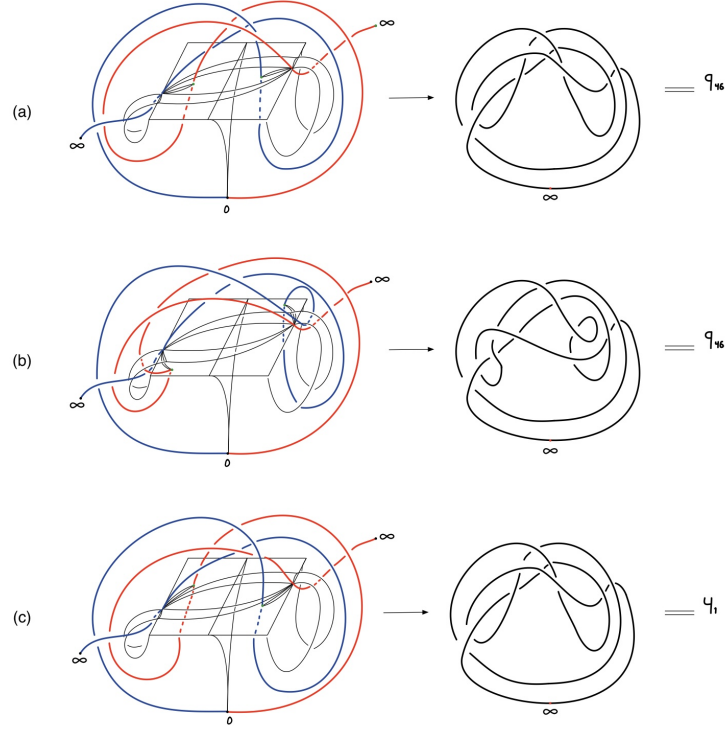 (a) ∞ ∞ 0 ∞ = 9₄₆
(b) ∞ ∞ 0 ∞ = 9₄₆
(c) ∞ ∞ 0 ∞ = 4₁